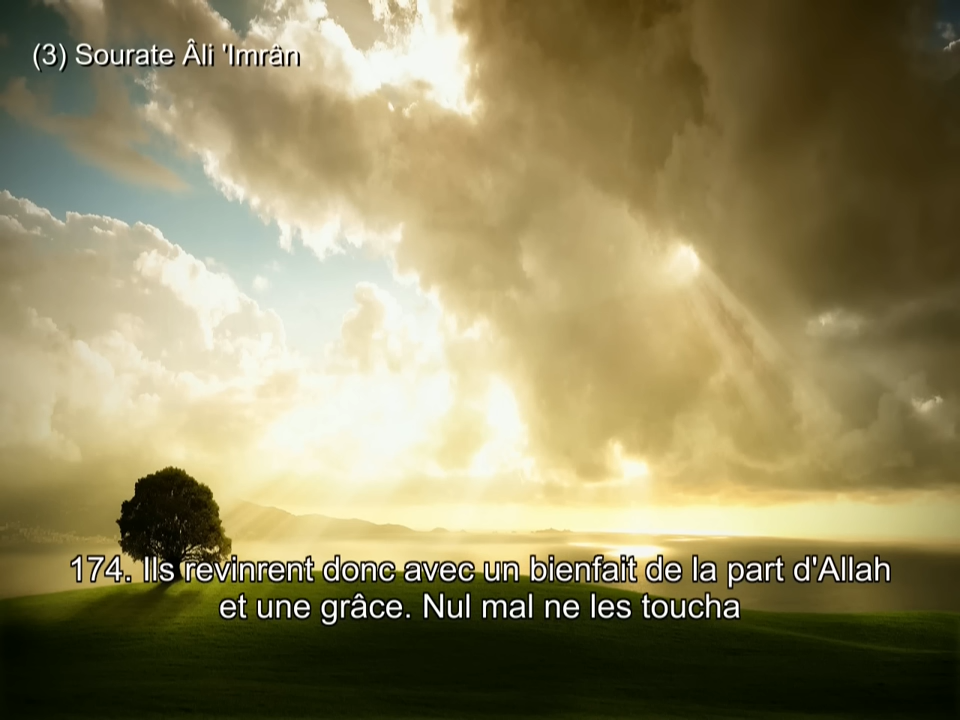 (3) Sourate Âli 'Imrân
174. Ils revinrent donc avec un bienfait de la part d'Allah
et une grâce. Nul mal ne les toucha